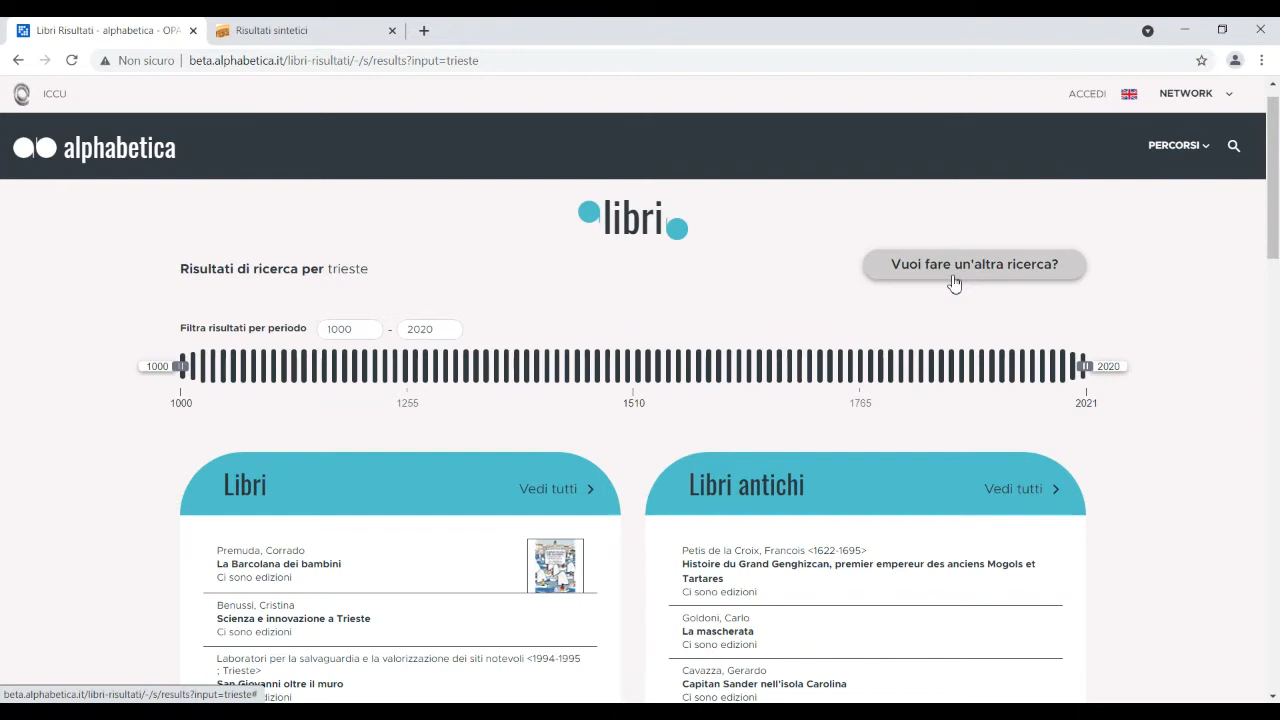 Libri Risultati - alphabetica - OPA
Risultati sintetici
Non sicuro
beta.alphabetica.it/libri-risultati/-/s/results?input=trieste
ICCU
ACCEDI
NETWORK
alphabetica
PERCORSI
libri
Risultati di ricerca per trieste
Vuoi fare un'altra ricerca?
Filtra risultati per periodo 1000 - 2020
1000
2020
1000 1255 1510 1765 2021
Libri
Vedi tutti
Premuda, Corrado
La Barcolana dei bambini
Ci sono edizioni
Benussi, Cristina
Scienza e innovazione a Trieste
Ci sono edizioni
Laboratori per la salvaguardia e la valorizzazione dei siti notevoli <1994-1995
; Trieste>
San Giovanni oltre il muro
dizioni
Libri antichi
Vedi tutti
Petis de la Croix, Francois <1622-1695>
Histoire du Grand Genghizcan, premier empereur des anciens Mogols et
Tartares
Ci sono edizioni
Goldoni, Carlo
La mascherata
Ci sono edizioni
Cavazza, Gerardo
Capitan Sander nell'isola Carolina
Ci sono edizioni
beta.alphabetica.it/libri-risultati/-/s/results?input=trieste#